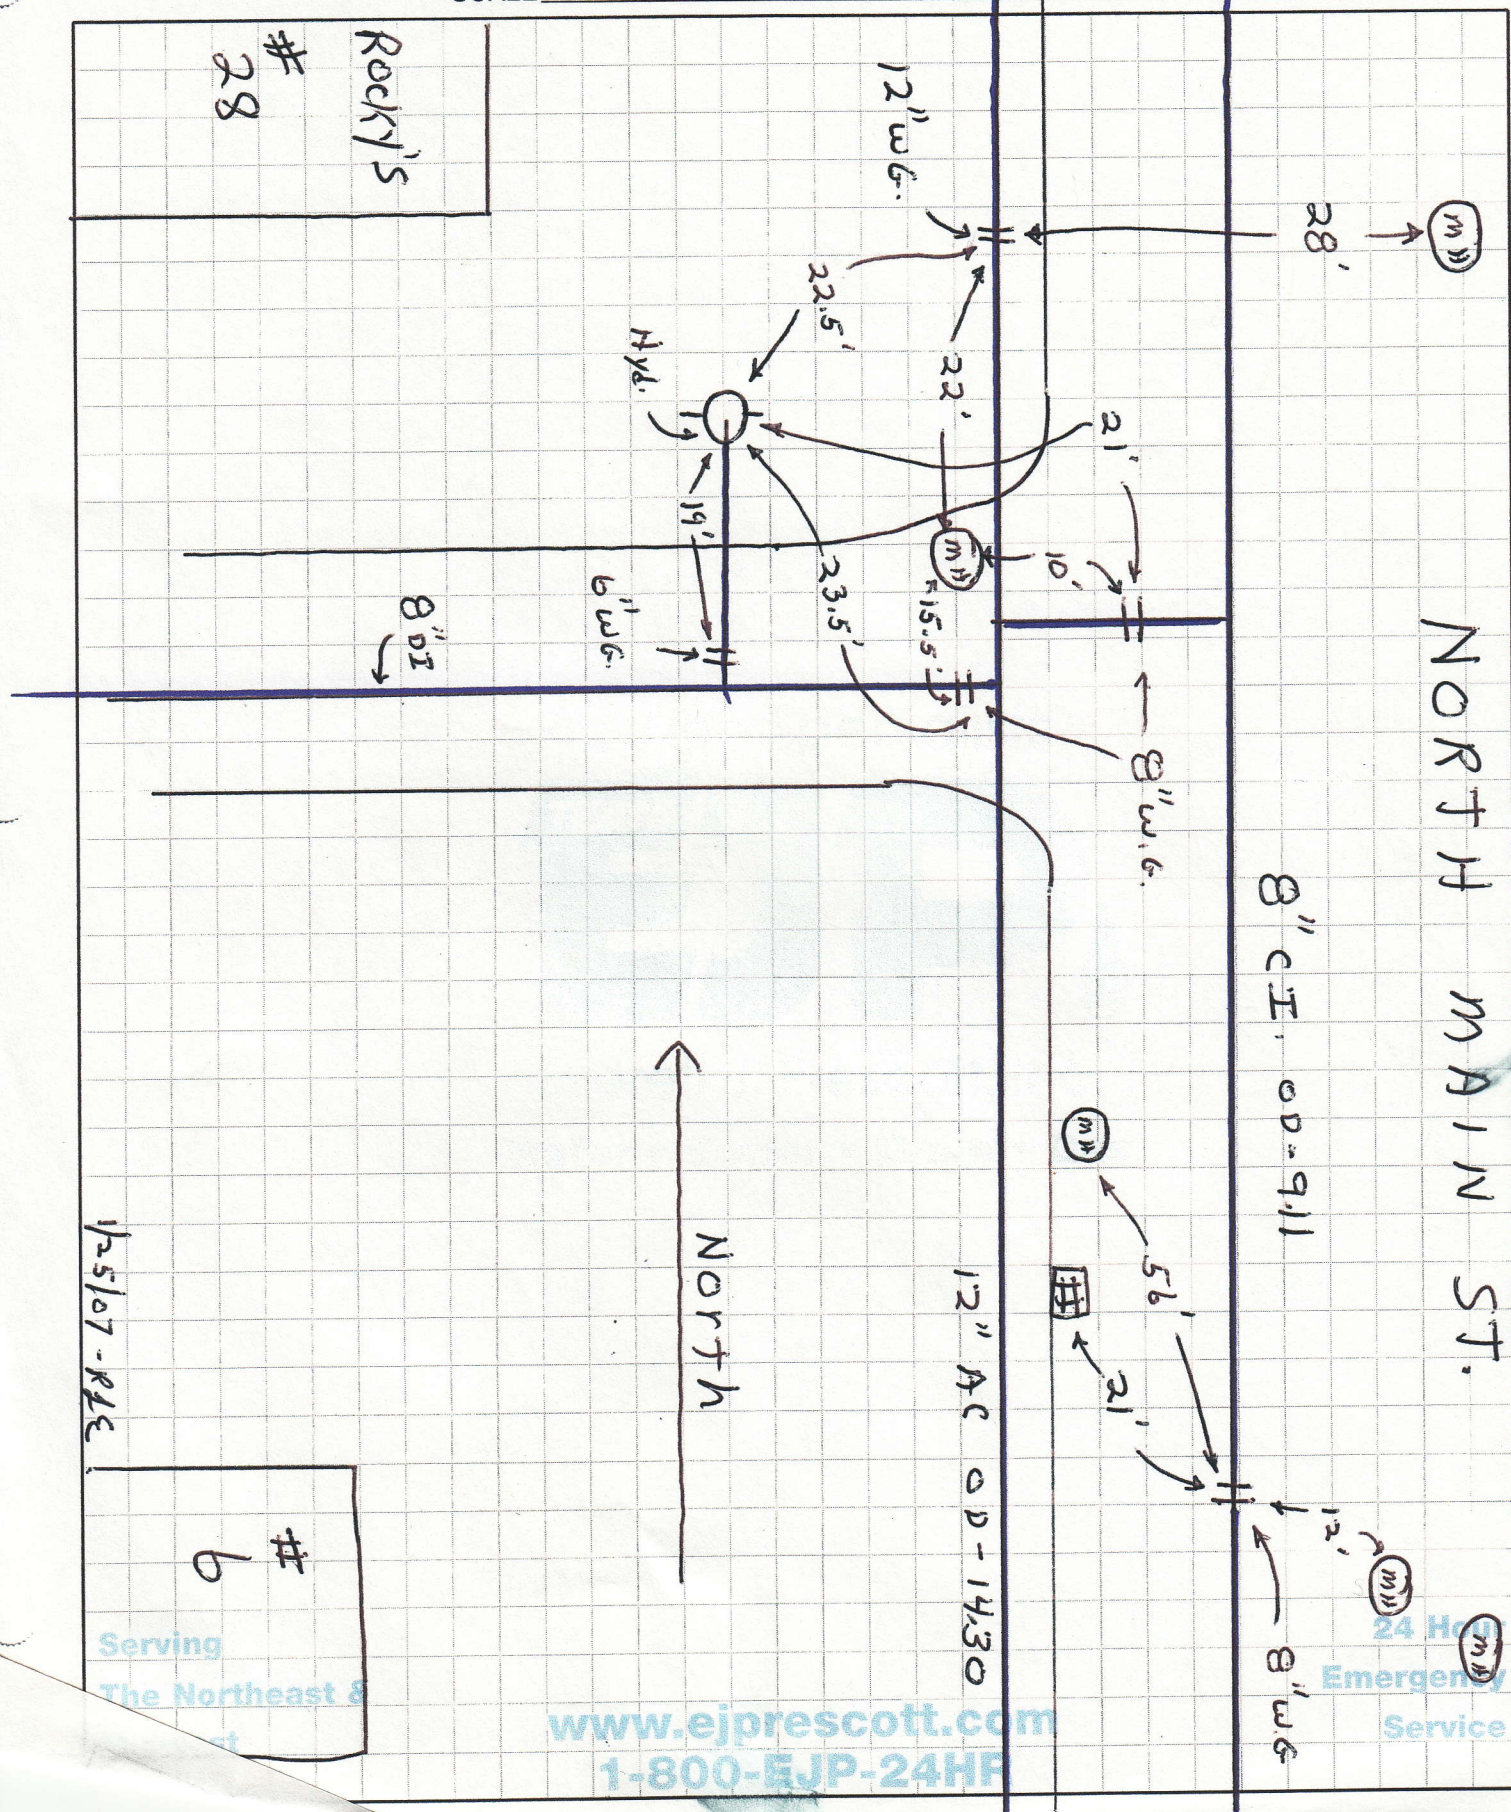 NORTH MAIN ST.
MH
28'
8" C.I. OD-9.11
12'
MH
MH
8" WG
21'
10'
8" W.G.
56'
21'
MH
12" WG.
22'
MH
15.5'
12" AC OD-14.30
22.5'
23.5'
Hyd.
19'
6" WG.
North
8" DI
Rocky's
#
28
#
6
1/25/07-
Serving
The Northeast &
st
www.ejprescott.com
1-800-EJP-24HR
24 Hour
Emergency
Service